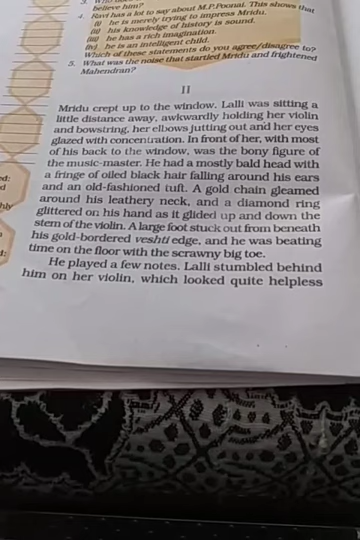 believe him?
4. Ravi has a lot to say about M.P. Poonai. This shows that
(i) he is merely trying to impress Mridu.
(ii) his knowledge of history is sound.
(iii) he has a rich imagination.
(iv) he is an intelligent child.
Which of these statements do you agree/disagree to?
5. What was the noise that startled Mridu and frightened
Mahendran?
II
Mridu crept up to the window. Lalli was sitting a
little distance away, awkwardly holding her violin
and bowstring, her elbows jutting out and her eyes
glazed with concentration. In front of her, with most
of his back to the window, was the bony figure of
the music-master. He had a mostly bald head with
a fringe of oiled black hair falling around his ears
and an old-fashioned tuft. A gold chain gleamed
around his leathery neck, and a diamond ring
glittered on his hand as it glided up and down the
stem of the violin. A large foot stuck out from beneath
his gold-bordered veshti edge, and he was beating
time on the floor with the scrawny big toe.
He played a few notes. Lalli stumbled behind
him on her violin, which looked quite helpless